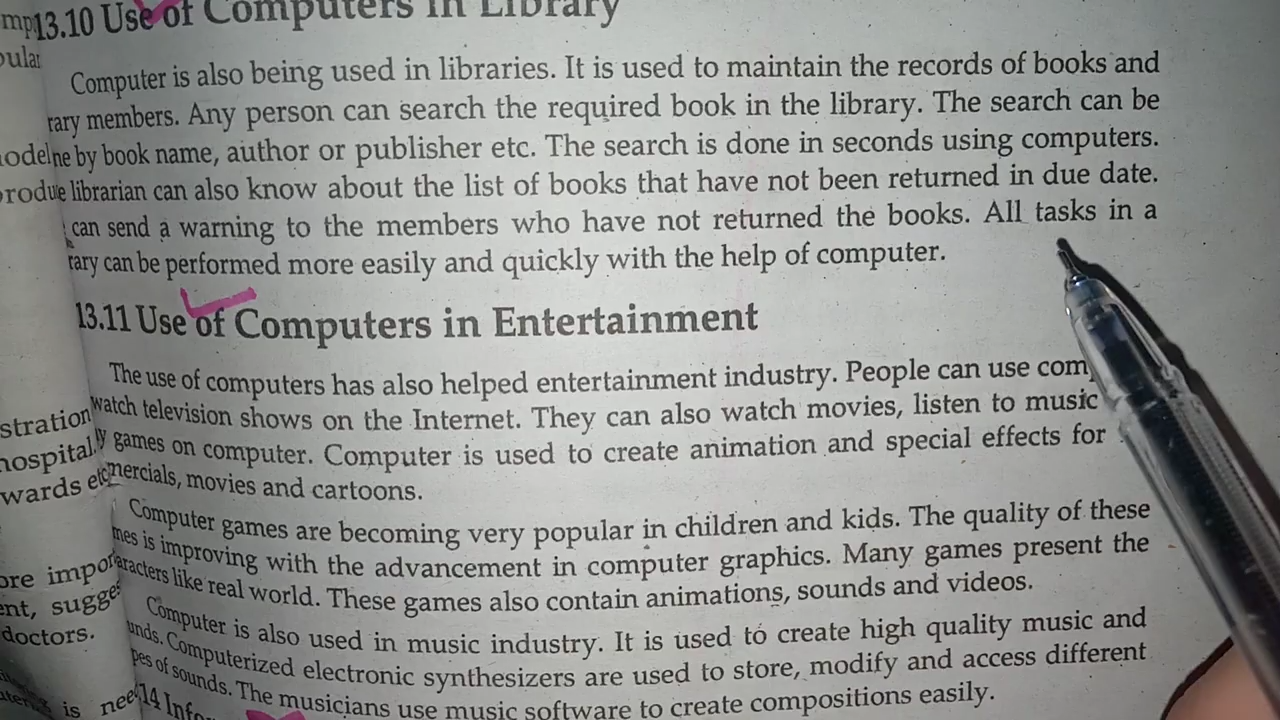 13.10 Use of Computers in Library
Computer is also being used in libraries. It is used to maintain the records of books and
rary members. Any person can search the required book in the library. The search can be
ne by book name, author or publisher etc. The search is done in seconds using computers.
e librarian can also know about the list of books that have not been returned in due date.
can send a warning to the members who have not returned the books. All tasks in a
rary can be performed more easily and quickly with the help of computer.
13.11 Use of Computers in Entertainment
The use of computers has also helped entertainment industry. People can use com
watch television shows on the Internet. They can also watch movies, listen to music
y games on computer. Computer is used to create animation and special effects for
mercials, movies and cartoons.
Computer games are becoming very popular in children and kids. The quality of these
mes is improving with the advancement in computer graphics. Many games present the
aracters like real world. These games also contain animations, sounds and videos.
Computer is also used in music industry. It is used to create high quality music and
unds. Computerized electronic synthesizers are used to store, modify and access different
pes of sounds. The musicians use music software to create compositions easily.
stration
hospital.
wards etc
ore impor
ent, sugges
doctors.
is nee